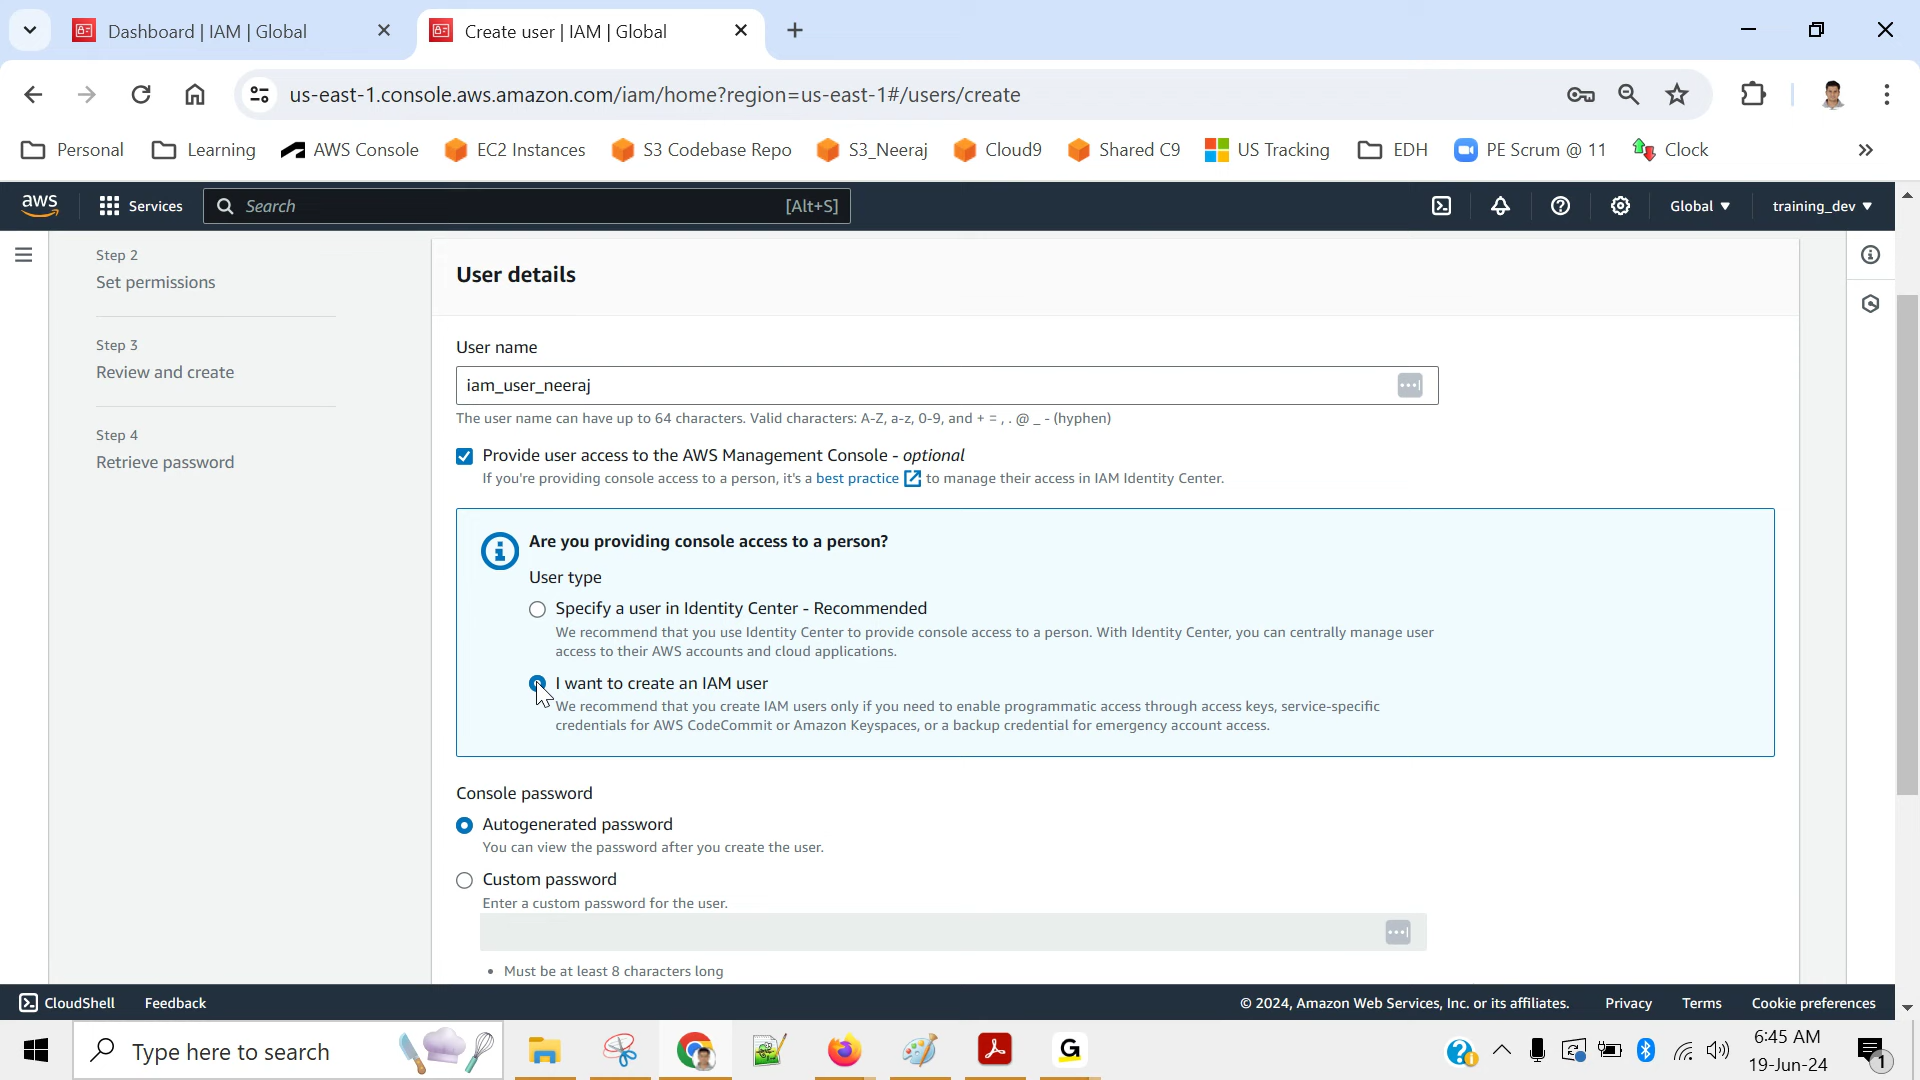 Dashboard | IAM | Global
Create user | IAM | Global
us-east-1.console.aws.amazon.com/iam/home?region=us-east-1#/users/create
Personal
Learning
AWS Console
EC2 Instances
S3 Codebase Repo
S3_Neeraj
Cloud9
Shared C9
US Tracking
EDH
PE Scrum @ 11
Clock
aws
Services
Search
[Alt+S]
Global
training_dev
Step 2
Set permissions
Step 3
Review and create
Step 4
Retrieve password
User details
User name
iam_user_neeraj
The user name can have up to 64 characters. Valid characters: A-Z, a-z, 0-9, and + = , . @ _ - (hyphen)
Provide user access to the AWS Management Console - optional
If you're providing console access to a person, it's a best practice to manage their access in IAM Identity Center.
Are you providing console access to a person?
User type
Specify a user in Identity Center - Recommended
We recommend that you use Identity Center to provide console access to a person. With Identity Center, you can centrally manage user
access to their AWS accounts and cloud applications.
I want to create an IAM user
We recommend that you create IAM users only if you need to enable programmatic access through access keys, service-specific
credentials for AWS CodeCommit or Amazon Keyspaces, or a backup credential for emergency account access.
Console password
Autogenerated password
You can view the password after you create the user.
Custom password
Enter a custom password for the user.
• Must be at least 8 characters long
CloudShell
Feedback
© 2024, Amazon Web Services, Inc. or its affiliates.
Privacy
Terms
Cookie preferences
Type here to search
G
6:45 AM
19-Jun-24
1